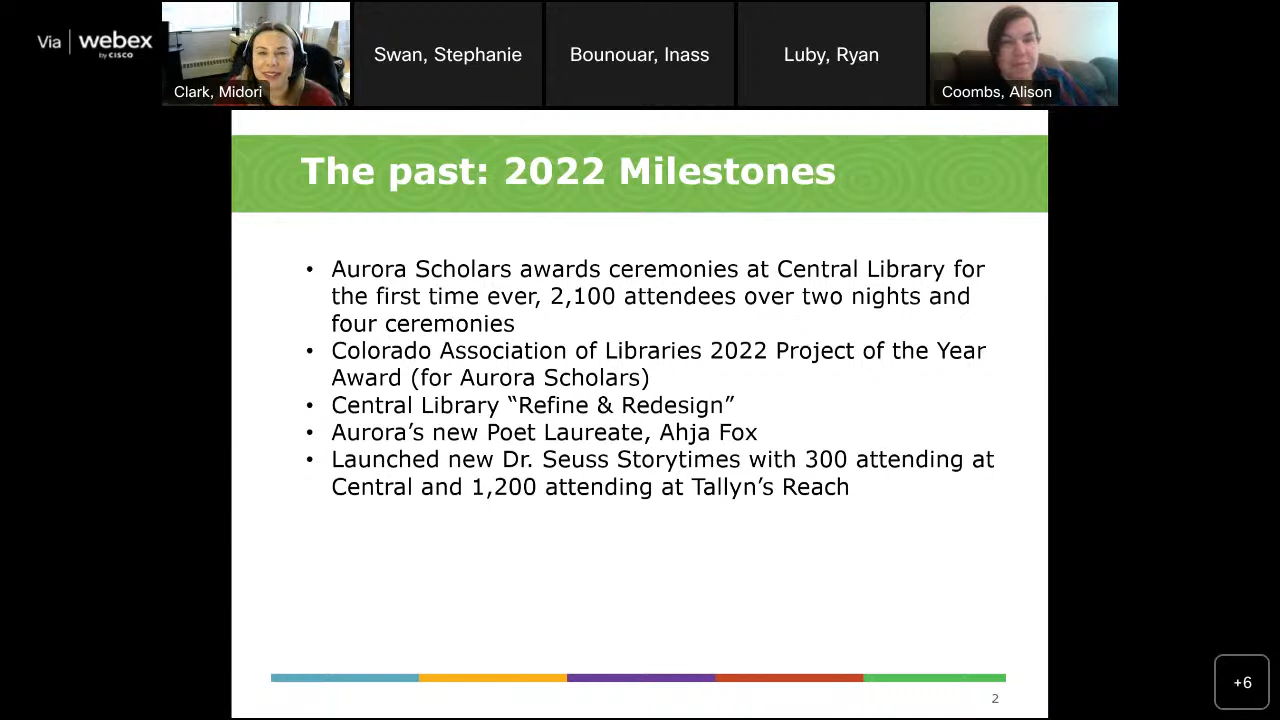 Via | webex
by CISCO
Clark, Midori
Swan, Stephanie
Bounouar, Inass
Luby, Ryan
Coombs, Alison
The past: 2022 Milestones
• Aurora Scholars awards ceremonies at Central Library for
the first time ever, 2,100 attendees over two nights and
four ceremonies
• Colorado Association of Libraries 2022 Project of the Year
Award (for Aurora Scholars)
• Central Library “Refine & Redesign”
• Aurora’s new Poet Laureate, Ahja Fox
• Launched new Dr. Seuss Storytimes with 300 attending at
Central and 1,200 attending at Tallyn’s Reach
2
+6